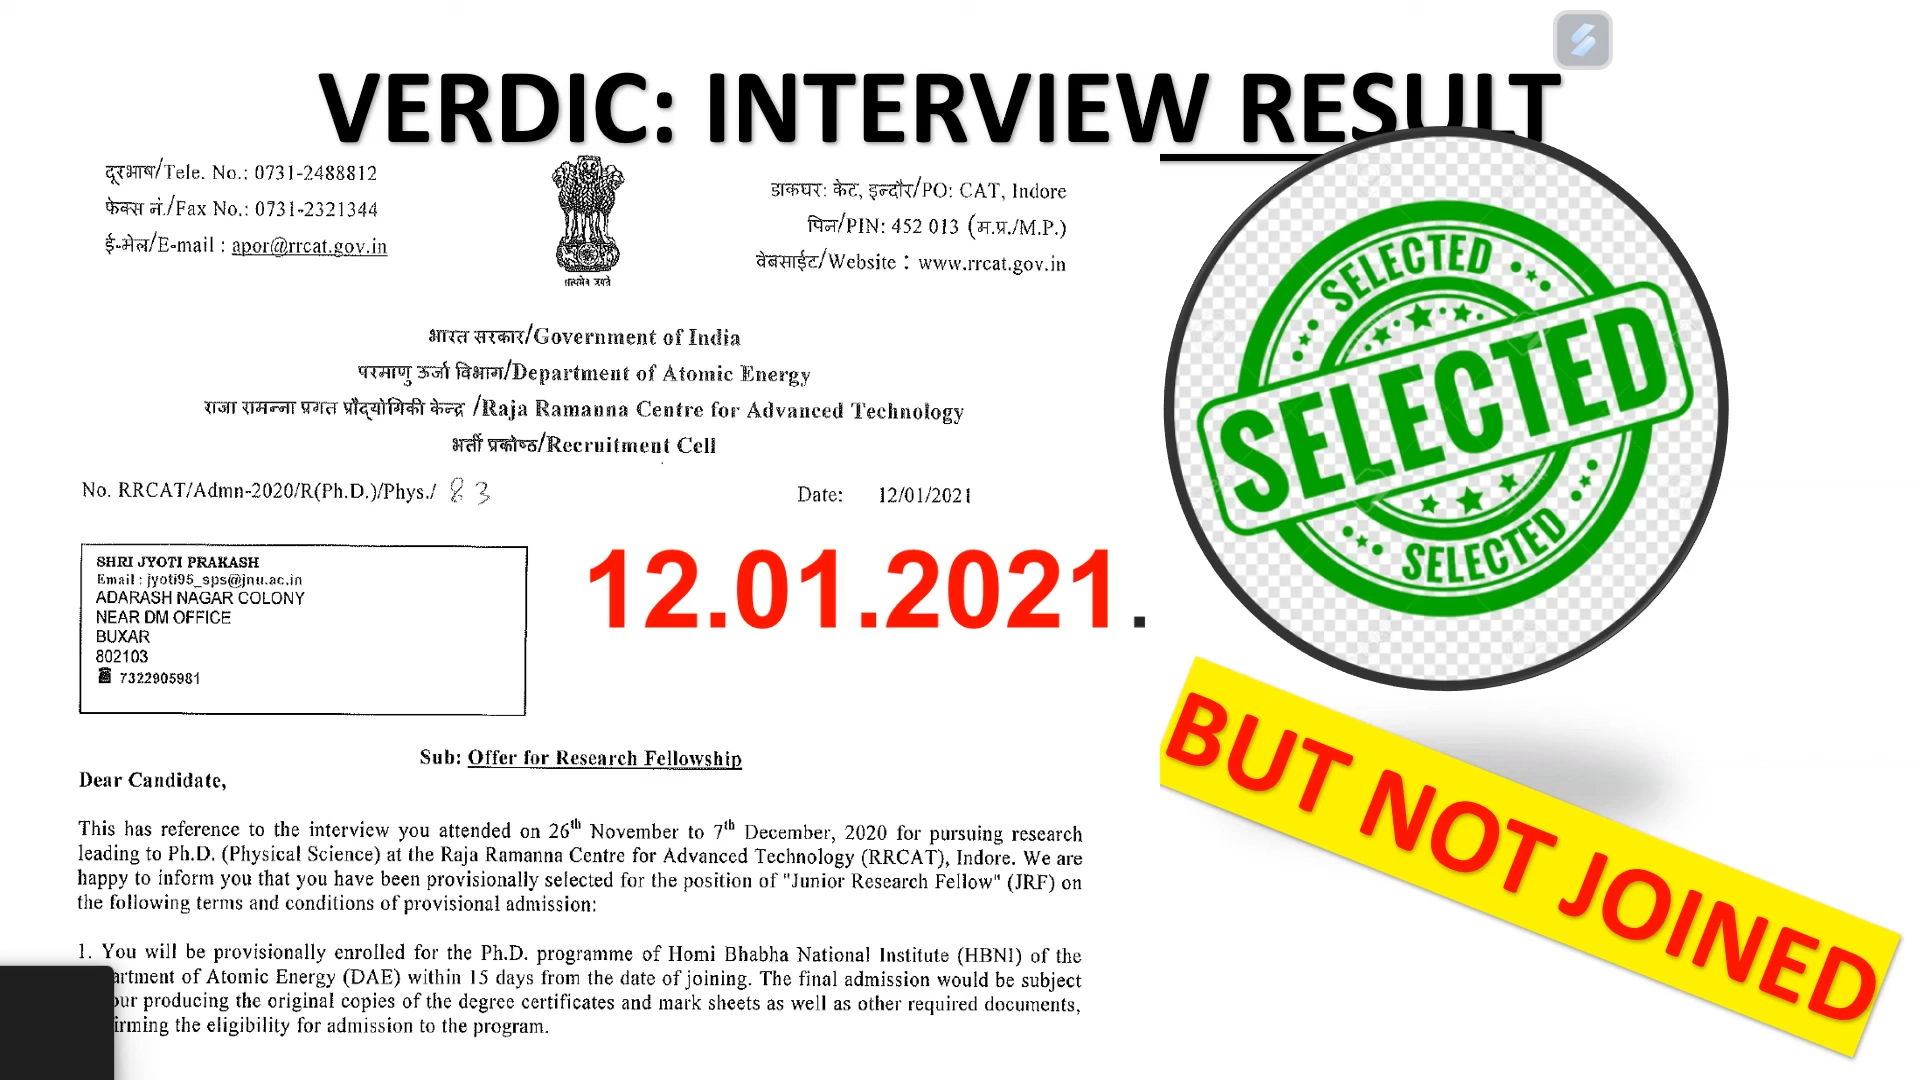 VERDIC: INTERVIEW RESULT
दूरभाष/Tele. No.: 0731-2488812
फेक्स नं./Fax No.: 0731-2321344
ई-मेल/E-mail : apor@rrcat.gov.in
सत्यमेव जयते
डाकघर: केट, इन्दौर/PO: CAT, Indore
पिन/PIN: 452 013 (म.प्र./M.P.)
वेबसाईट/Website : www.rrcat.gov.in
भारत सरकार/Government of India
परमाणु ऊर्जा विभाग/Department of Atomic Energy
राजा रामन्ना प्रगत प्रौद्योगिकी केन्द्र /Raja Ramanna Centre for Advanced Technology
भर्ती प्रकोष्ठ/Recruitment Cell
No. RRCAT/Admn-2020/R(Ph.D.)/Phys./ 83
Date: 12/01/2021
SHRI JYOTI PRAKASH
Email : jyoti95_sps@jnu.ac.in
ADARASH NAGAR COLONY
NEAR DM OFFICE
BUXAR
802103
7322905981
12.01.2021.
Sub: Offer for Research Fellowship
Dear Candidate,
This has reference to the interview you attended on 26th November to 7th December, 2020 for pursuing research
leading to Ph.D. (Physical Science) at the Raja Ramanna Centre for Advanced Technology (RRCAT), Indore. We are
happy to inform you that you have been provisionally selected for the position of "Junior Research Fellow" (JRF) on
the following terms and conditions of provisional admission:
1. You will be provisionally enrolled for the Ph.D. programme of Homi Bhabha National Institute (HBNI) of the
artment of Atomic Energy (DAE) within 15 days from the date of joining. The final admission would be subject
our producing the original copies of the degree certificates and mark sheets as well as other required documents,
irming the eligibility for admission to the program.
SELECTED
SELECTED
SELECTED
BUT NOT JOINED